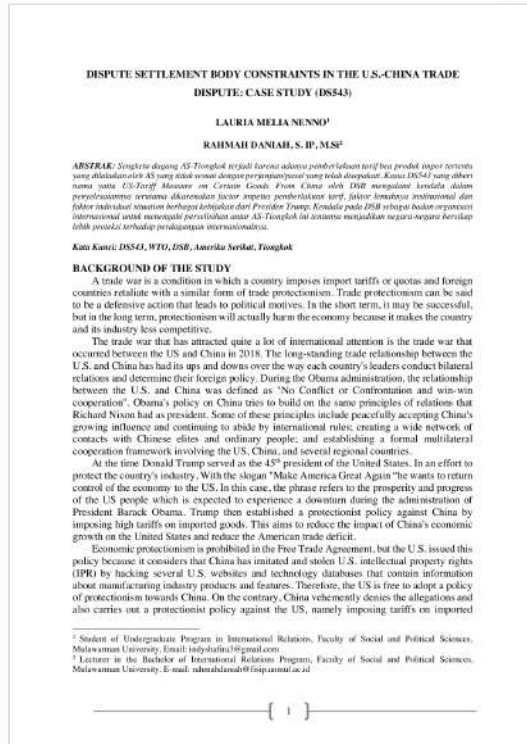 DISPUTE SETTLEMENT BODY CONSTRAINTS IN THE U.S.-CHINA TRADE
DISPUTE: CASE STUDY (DS543)
LAURIA MELIA NENNO¹
RAHMAH DANIAH, S. IP, M.Si²
ABSTRAK: Sengketa dagang AS-Tiongkok terjadi karena adanya pemberlakuan tarif bea produk impor tertentu
yang dilakukan oleh AS yang tidak sesuai dengan perjanjian/pasal yang telah disepakati. Kasus DS543 yang diberi
nama yaitu US-Tariff Measure on Certain Goods From China oleh DSB mengalami kendala dalam
penyelesaiannya terutama dikarenakan faktor impetus pemberlakuan tarif, faktor lemahnya institusional dan
faktor individual situation berbagai kebijakan dari Presiden Trump. Kendala pada DSB sebagai badan organisasi
internasional untuk menengahi perselisihan antar AS-Tiongkok ini tentunya menjadikan negara-negara bersikap
lebih proteksi terhadap perdagangan internasionalnya.
Kata Kunci: DS543, WTO, DSB, Amerika Serikat, Tiongkok
BACKGROUND OF THE STUDY
A trade war is a condition in which a country imposes import tariffs or quotas and foreign
countries retaliate with a similar form of trade protectionism. Trade protectionism can be said
to be a defensive action that leads to political motives. In the short term, it may be successful,
but in the long term, protectionism will actually harm the economy because it makes the country
and its industry less competitive.
The trade war that has attracted quite a lot of international attention is the trade war that
occurred between the US and China in 2018. The long-standing trade relationship between the
U.S. and China has had its ups and downs over the way each country's leaders conduct bilateral
relations and determine their foreign policy. During the Obama administration, the relationship
between the U.S. and China was defined as "No Conflict or Confrontation and win-win
cooperation". Obama's policy on China tries to build on the same principles of relations that
Richard Nixon had as president. Some of these principles include peacefully accepting China's
growing influence and continuing to abide by international rules; creating a wide network of
contacts with Chinese elites and ordinary people; and establishing a formal multilateral
cooperation framework involving the US, China, and several regional countries.
At the time Donald Trump served as the 45th president of the United States. In an effort to
protect the country's industry, With the slogan "Make America Great Again "he wants to return
control of the economy to the US. In this case, the phrase refers to the prosperity and progress
of the US people which is expected to experience a downturn during the administration of
President Barack Obama. Trump then established a protectionist policy against China by
imposing high tariffs on imported goods. This aims to reduce the impact of China's economic
growth on the United States and reduce the American trade deficit.
Economic protectionism is prohibited in the Free Trade Agreement, but the U.S. issued this
policy because it considers that China has imitated and stolen U.S. intellectual property rights
(IPR) by hacking several U.S. websites and technology databases that contain information
about manufacturing industry products and features. Therefore, the US is free to adopt a policy
of protectionism towards China. On the contrary, China vehemently denies the allegations and
also carries out a protectionist policy against the US, namely imposing tariffs on imported
¹ Student of Undergraduate Program in International Relations, Faculty of Social and Political Sciences,
Mulawarman University. Email: indyshafira3@gmail.com
² Lecturer in the Bachelor of International Relations Program, Faculty of Social and Political Sciences,
Mulawarman University. E-mail: rahmahdaniah@fisip.unmul.ac.id
1